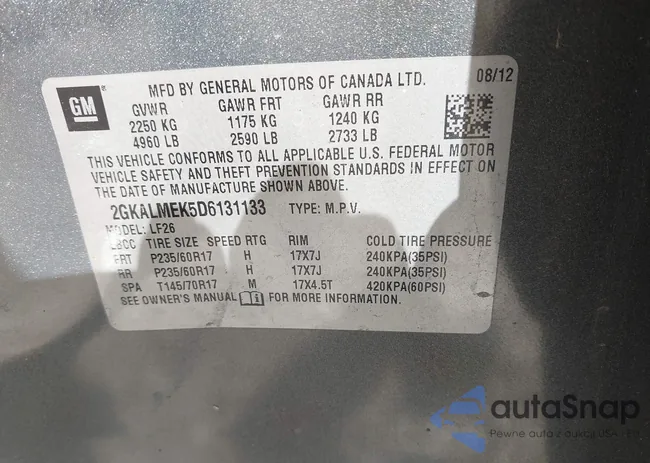 MFD BY GENERAL MOTORS OF CANADA LTD. 08/12
GM
GVWR GAWR FRT GAWR RR
2250 KG 1175 KG 1240 KG
4960 LB 2590 LB 2733 LB
THIS VEHICLE CONFORMS TO ALL APPLICABLE U.S. FEDERAL MOTOR
VEHICLE SAFETY AND THEFT PREVENTION STANDARDS IN EFFECT ON
THE DATE OF MANUFACTURE SHOWN ABOVE.
2GKALMEK5D6131133 TYPE: M.P.V.
MODEL: LF26
TIRE SIZE SPEED RTG RIM COLD TIRE PRESSURE
FRT P235/60R17 H 17X7J 240KPA(35PSI)
RR P235/60R17 H 17X7J 240KPA(35PSI)
SPA T145/70R17 M 17X4.5T 420KPA(60PSI)
SEE OWNER'S MANUAL FOR MORE INFORMATION.
autoSnap
Pewne auto z aukcji USA